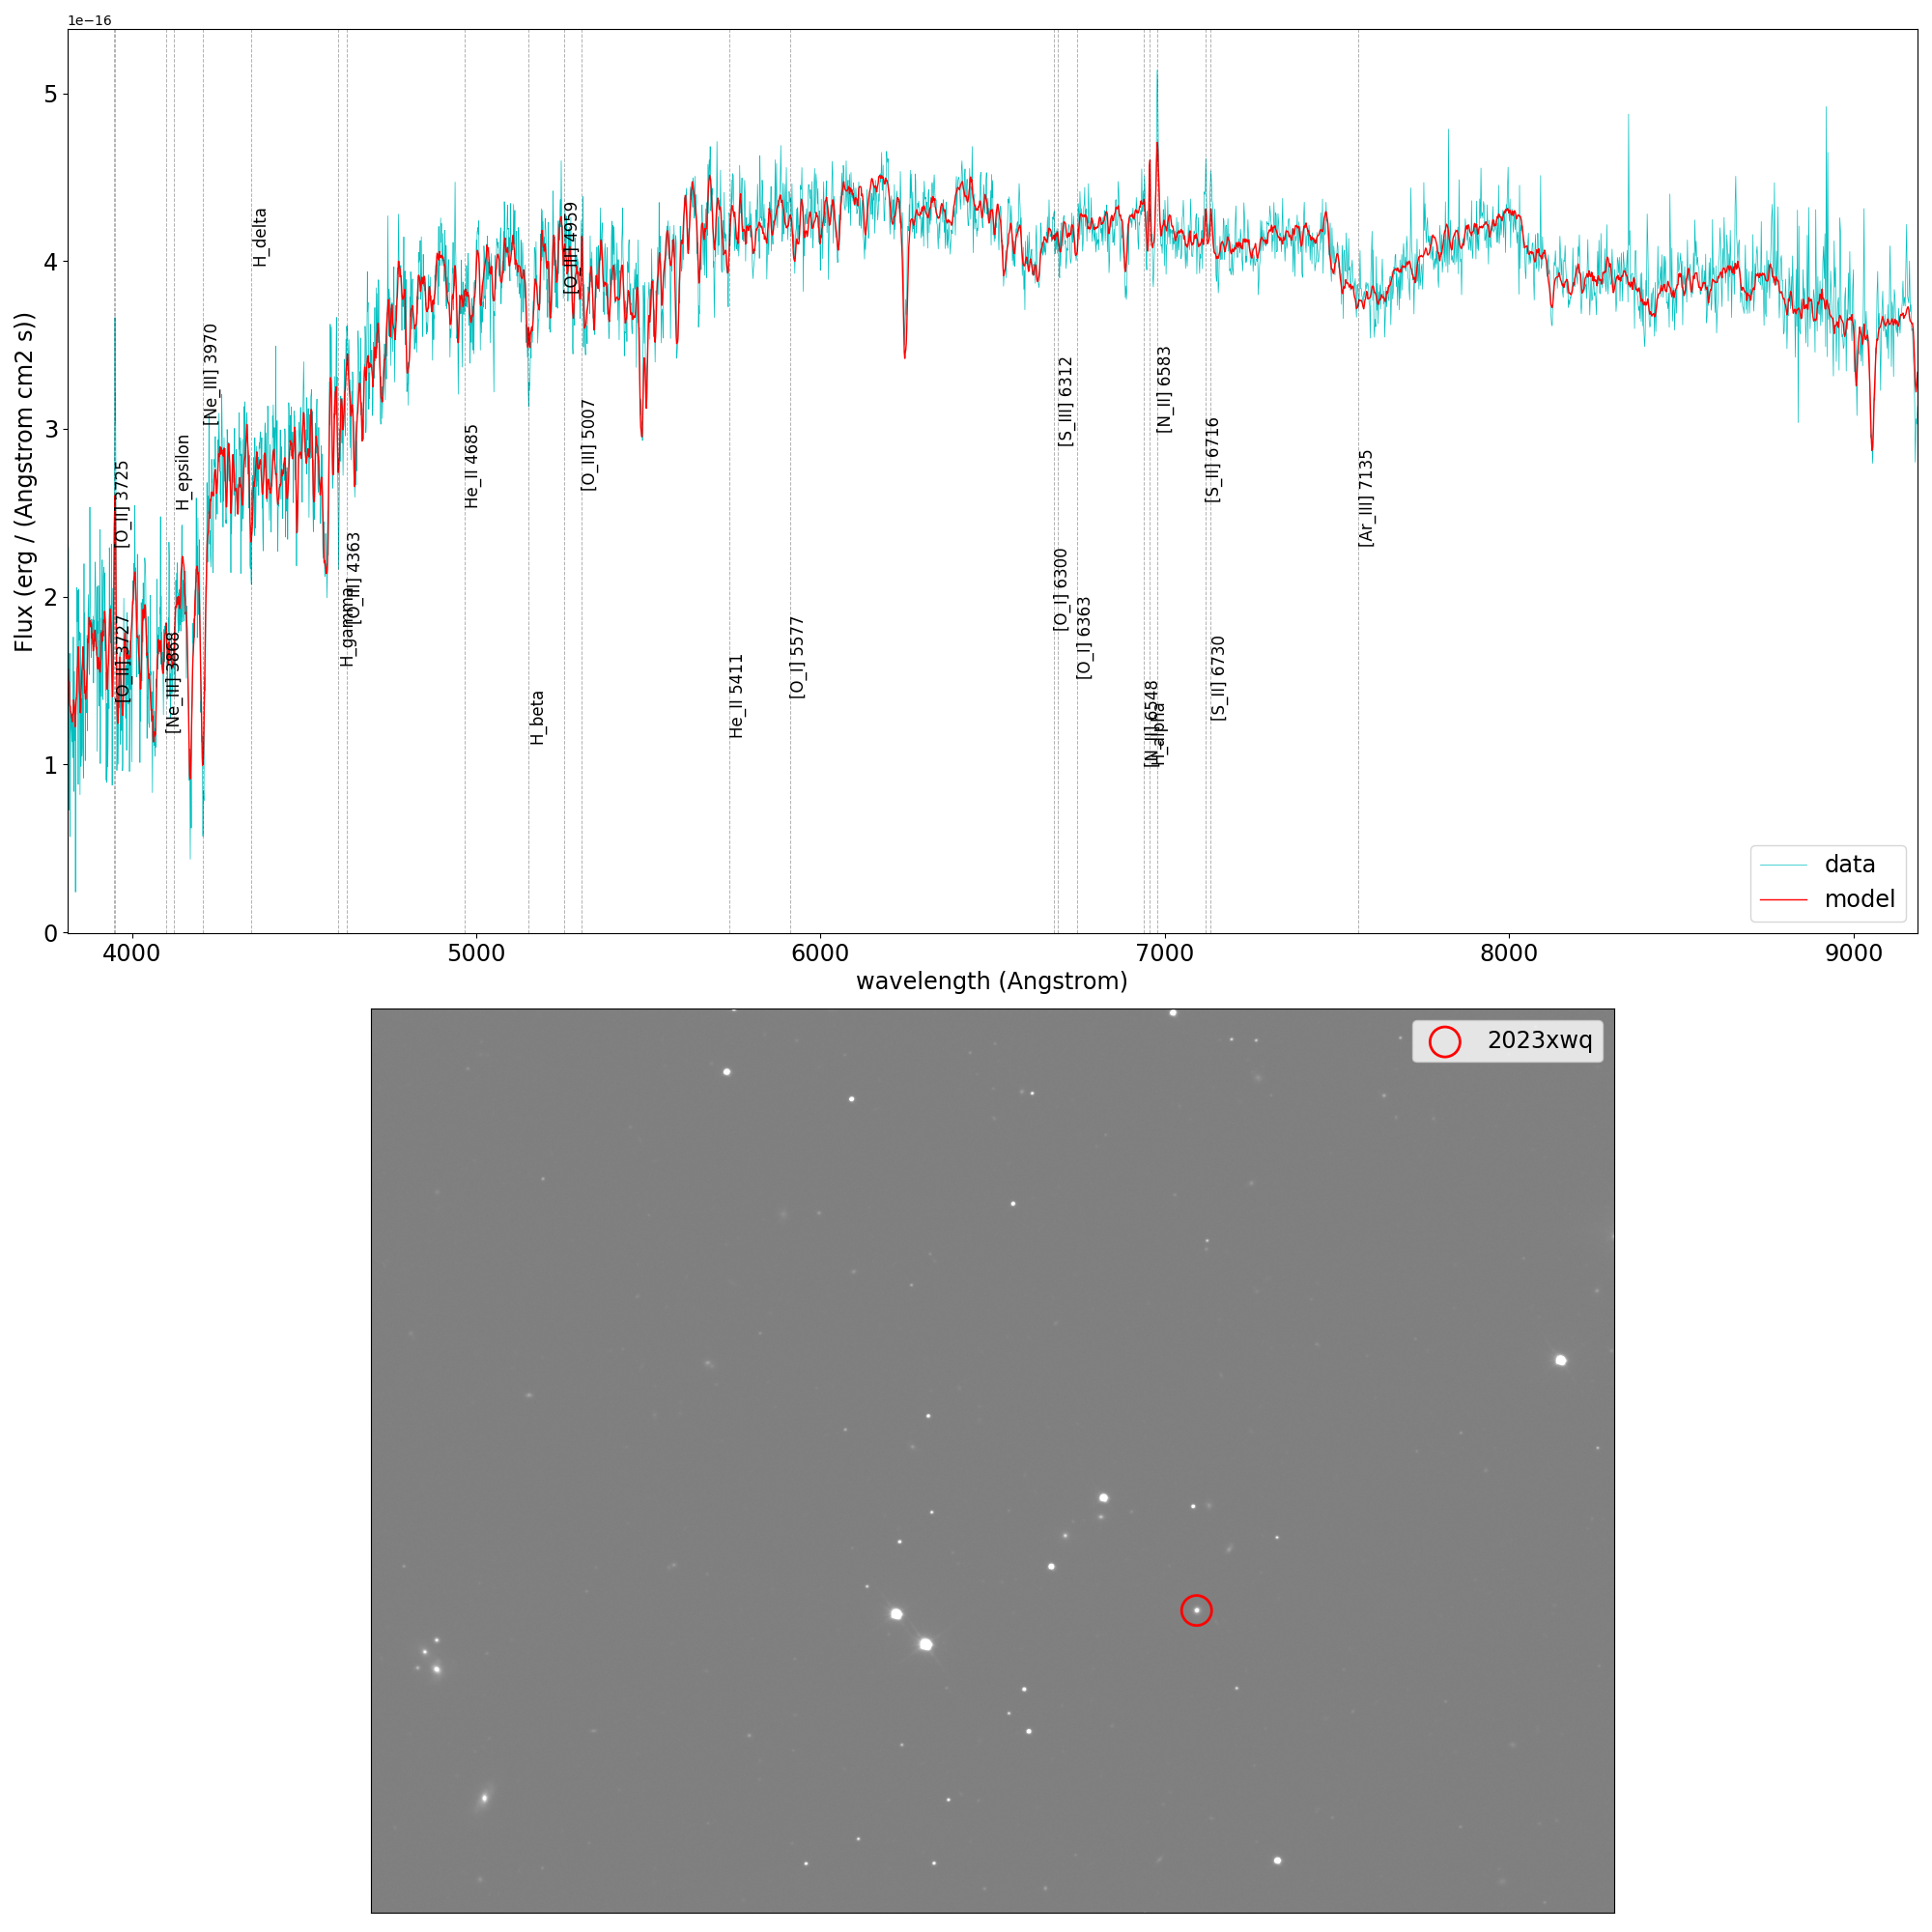 1e−16
Flux (erg / (Angstrom cm2 s))
5
4
3
2
1
0
[O_II] 3725
[O_II] 3727
[Ne_III] 3868
H_epsilon
[Ne_III] 3970
H_delta
H_gamma
[O_III] 4363
He_II 4685
H_beta
[O_III] 4959
[O_III] 5007
He_II 5411
[O_I] 5577
[O_I] 6300
[S_III] 6312
[O_I] 6363
[N_II] 6548
H_alpha
[N_II] 6583
[S_II] 6716
[S_II] 6730
[Ar_III] 7135
data
model
4000 5000 6000 7000 8000 9000
wavelength (Angstrom)
2023xwq